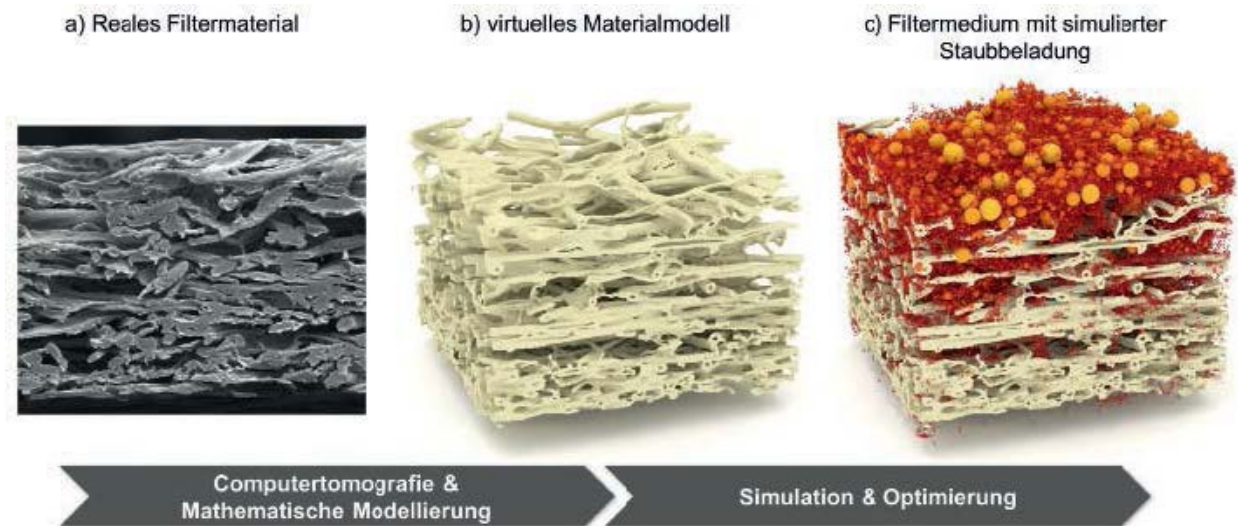 a) Reales Filtermaterial
b) virtuelles Materialmodell
c) Filtermedium mit simulierter
Staubbeladung
Computertomografie &
Mathematische Modellierung
Simulation & Optimierung